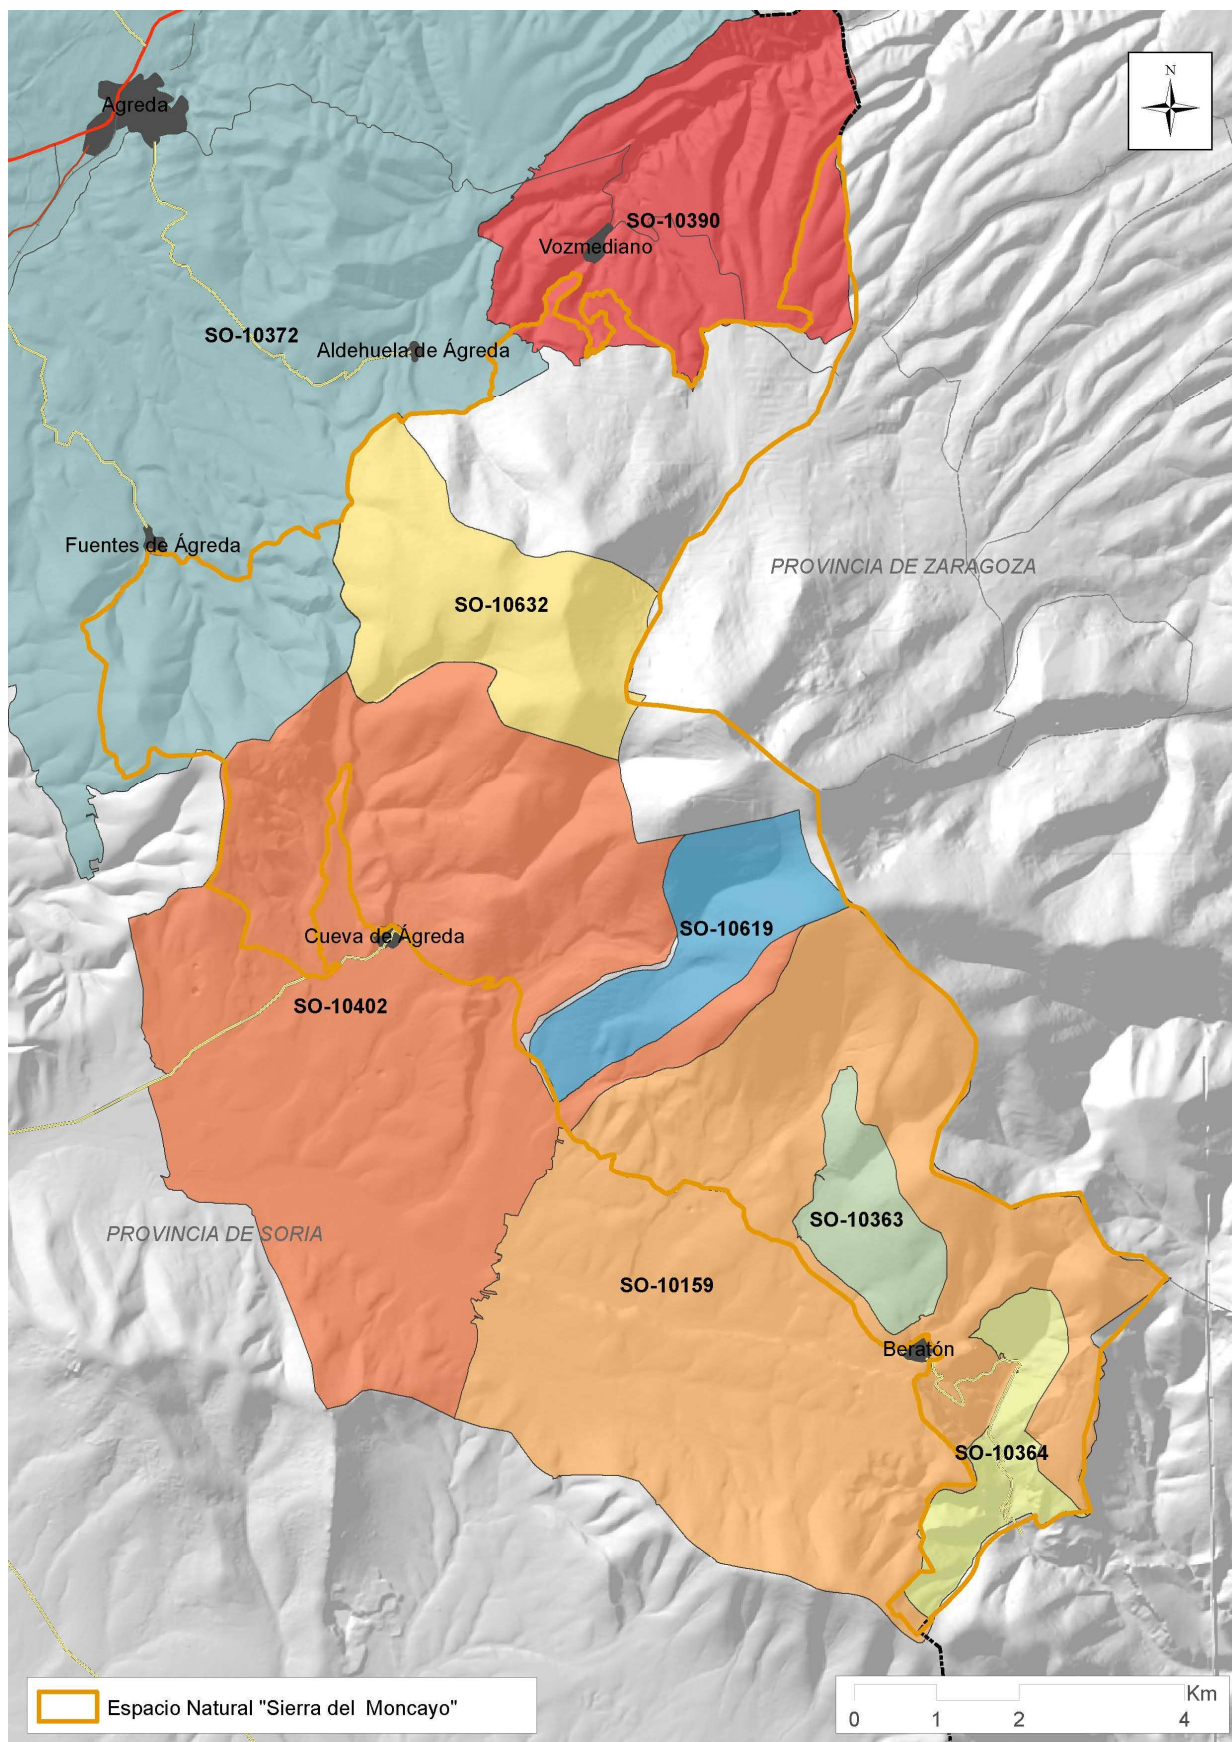 Ágreda
N
SO-10390
Vozmediano
SO-10372
Aldehuela de Ágreda
Fuentes de Ágreda
PROVINCIA DE ZARAGOZA
SO-10632
SO-10619
Cueva de Ágreda
SO-10402
PROVINCIA DE SORIA
SO-10363
SO-10159
Beratón
SO-10364
Espacio Natural "Sierra del Moncayo"
Km
0 1 2 4